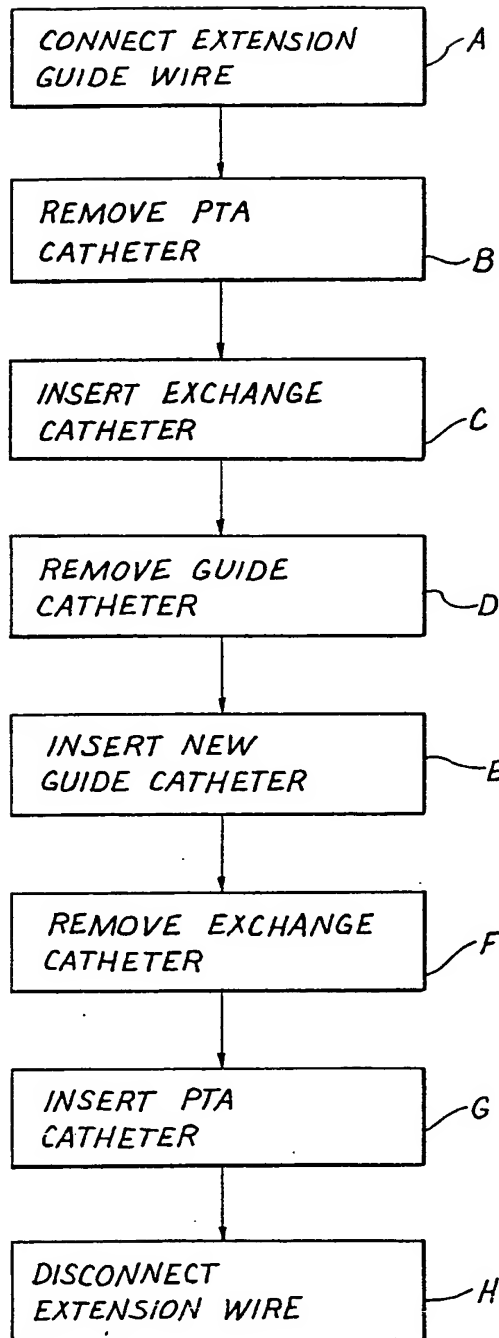 CONNECT EXTENSION
GUIDE WIRE
A
REMOVE PTA
CATHETER
B
INSERT EXCHANGE
CATHETER
C
REMOVE GUIDE
CATHETER
D
INSERT NEW
GUIDE CATHETER
E
REMOVE EXCHANGE
CATHETER
F
INSERT PTA
CATHETER
G
DISCONNECT
EXTENSION WIRE
H